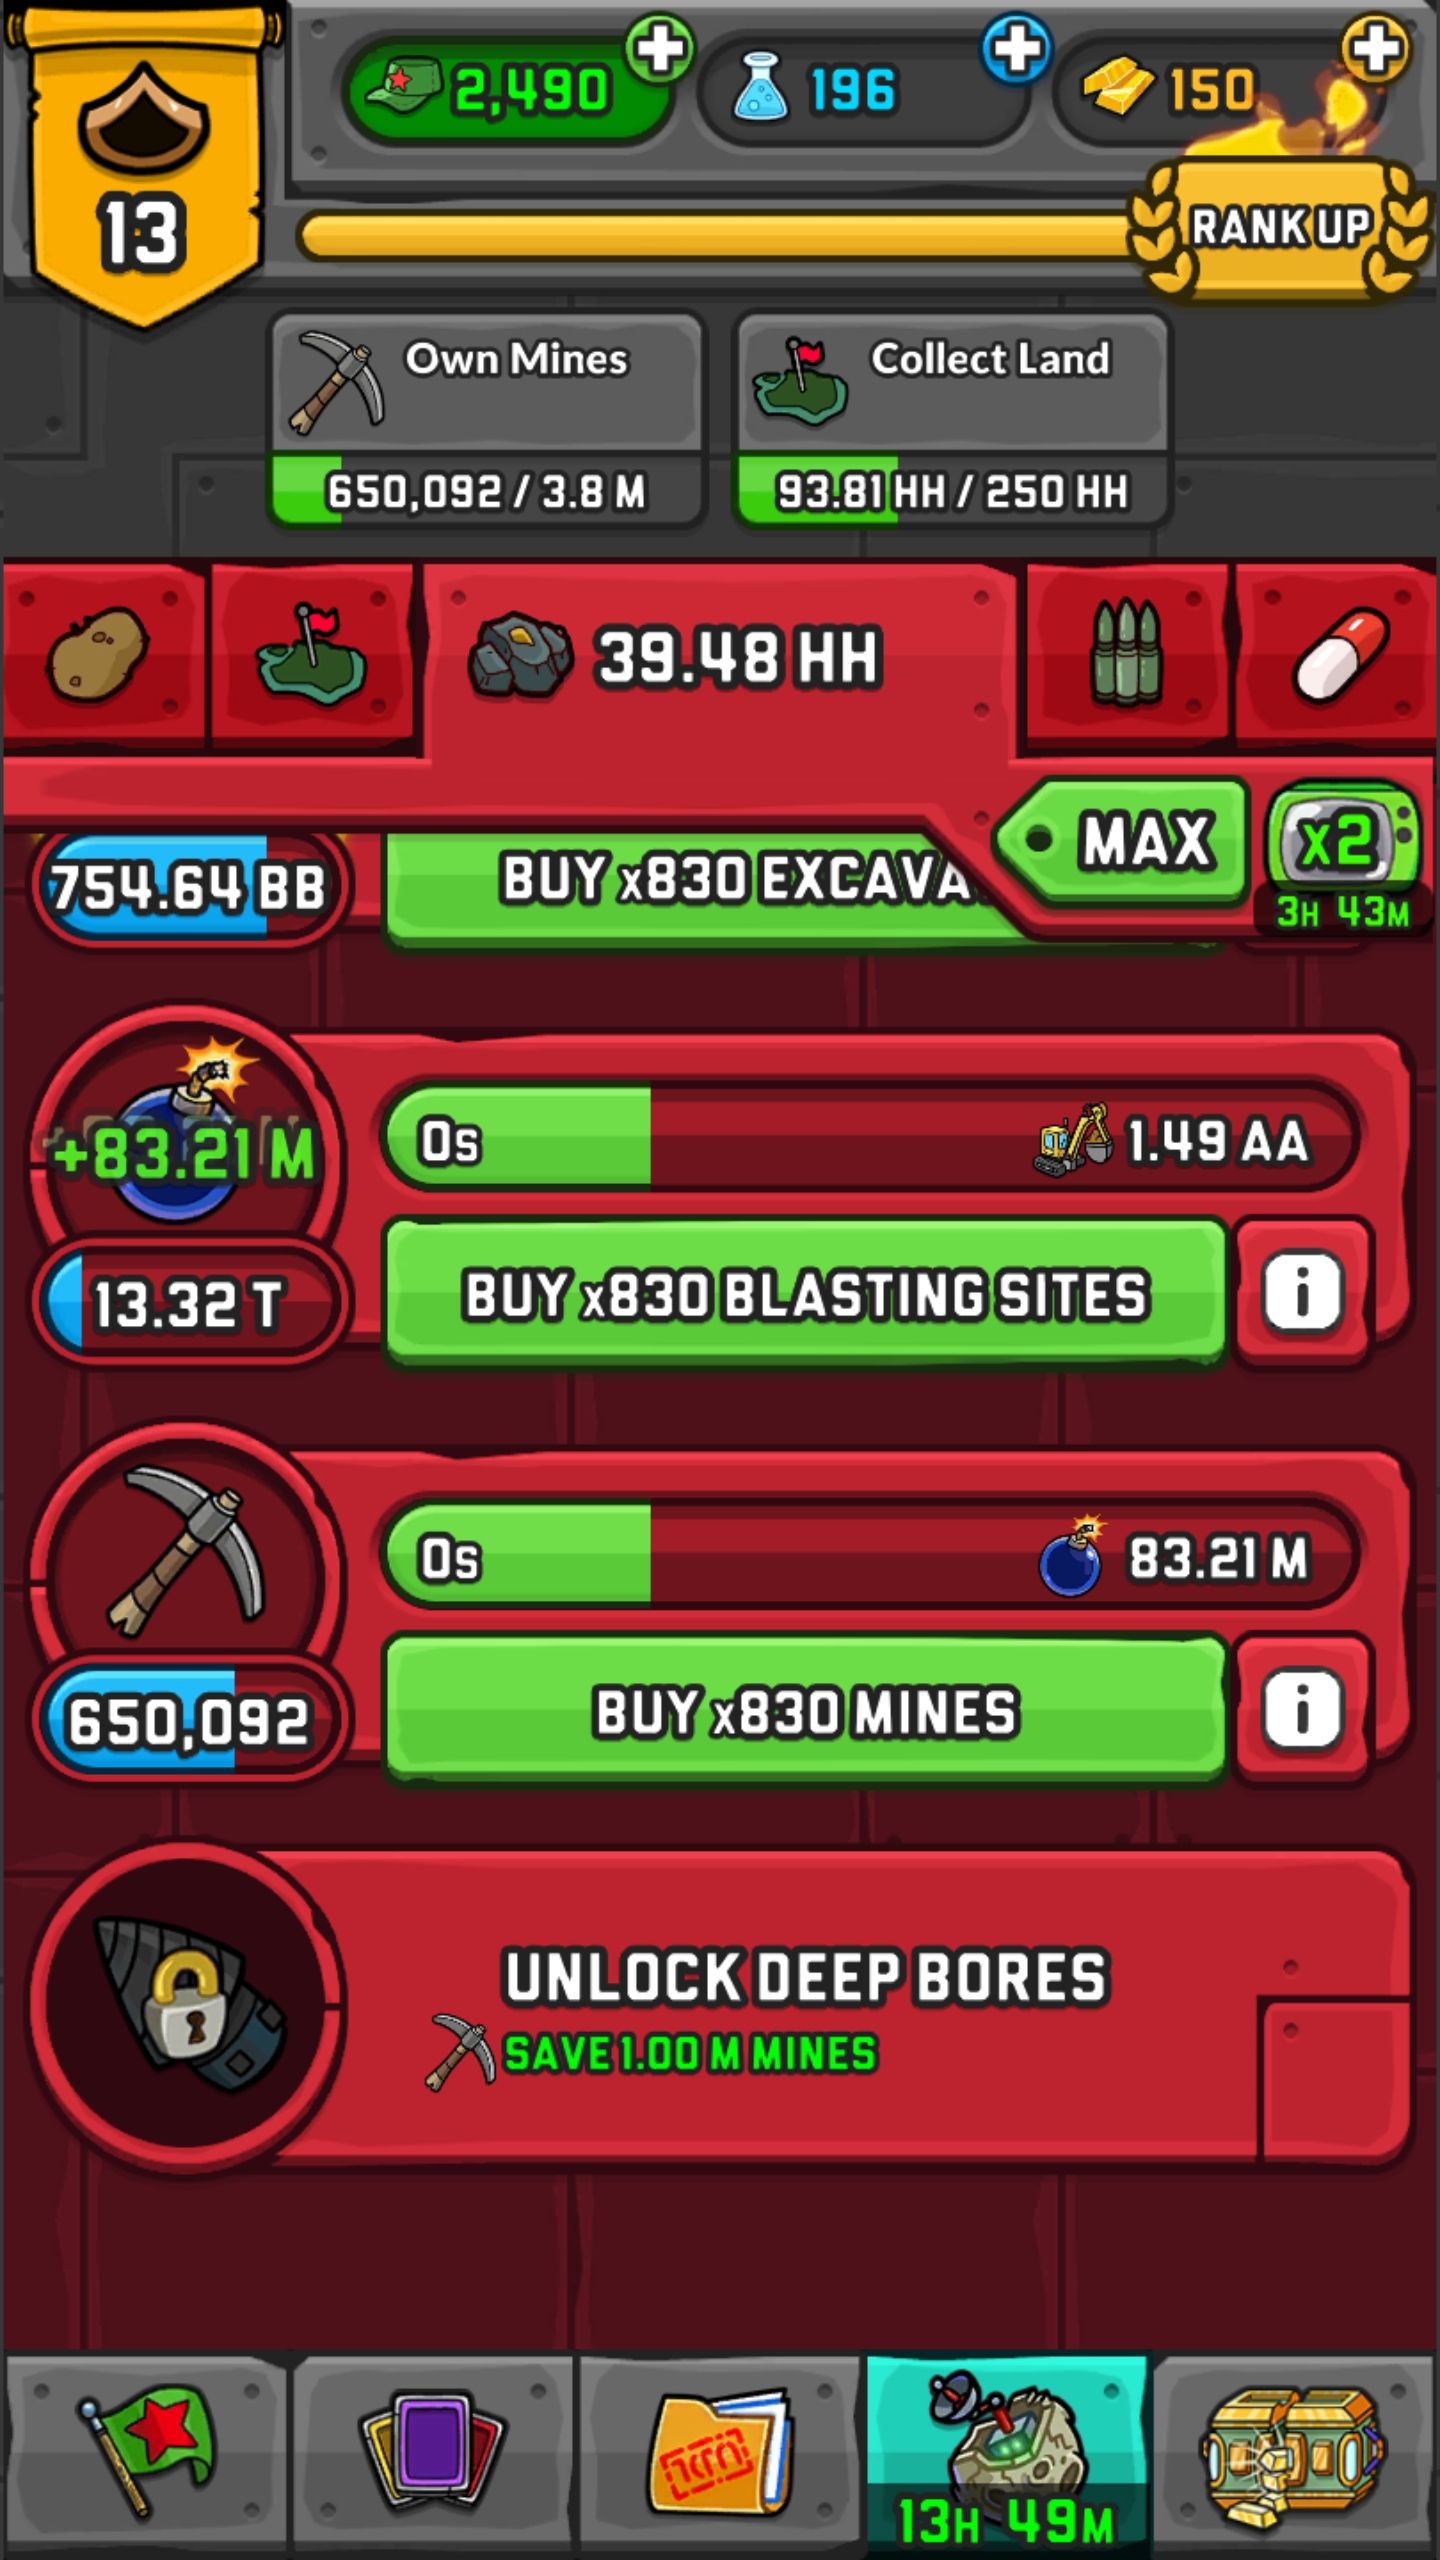 2,490
196
150
13
RANK UP
Own Mines
Collect Land
650,092 / 3.8 M
93.81 HH / 250 HH
39.48 HH
MAX
x2
3H 43M
754.64 BB
BUY x830 EXCAVA
+83.21 M
0s
1.49 AA
13.32 T
BUY x830 BLASTING SITES
i
0s
83.21 M
650,092
BUY x830 MINES
i
UNLOCK DEEP BORES
SAVE 1.00 M MINES
13H 49M